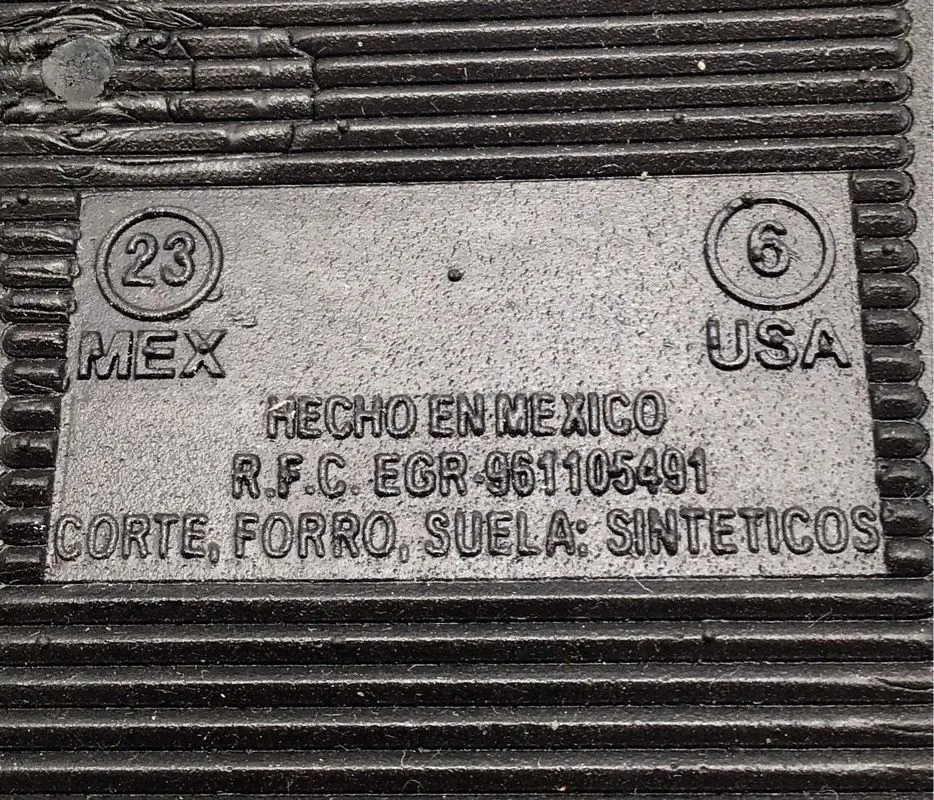 23 6
MEX USA
HECHO EN MEXICO
R.F.C. EGR-961105491
CORTE, FORRO, SUELA: SINTETICOS